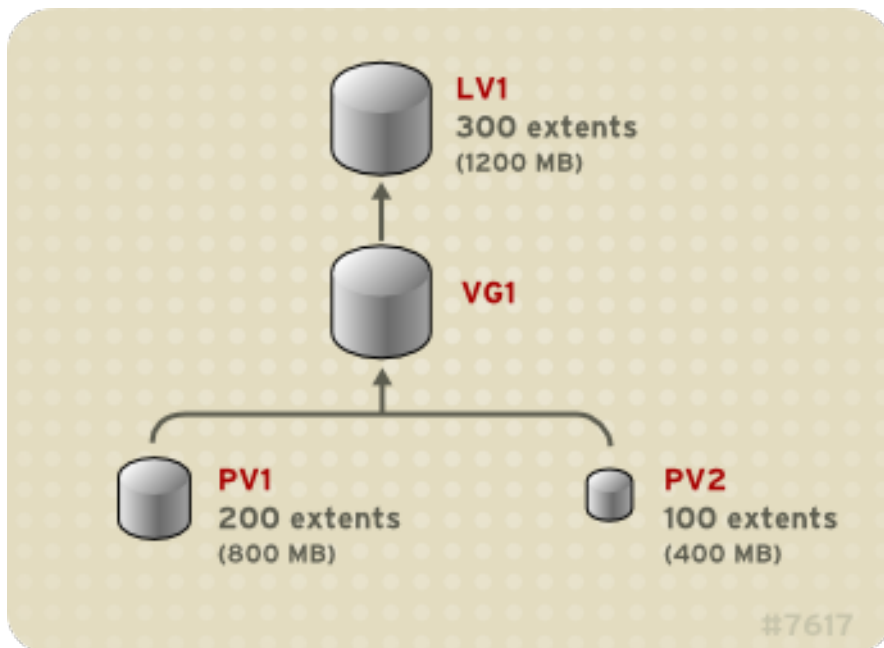 LV1
300 extents
(1200 MB)
VG1
PV1
200 extents
(800 MB)
PV2
100 extents
(400 MB)
#7617